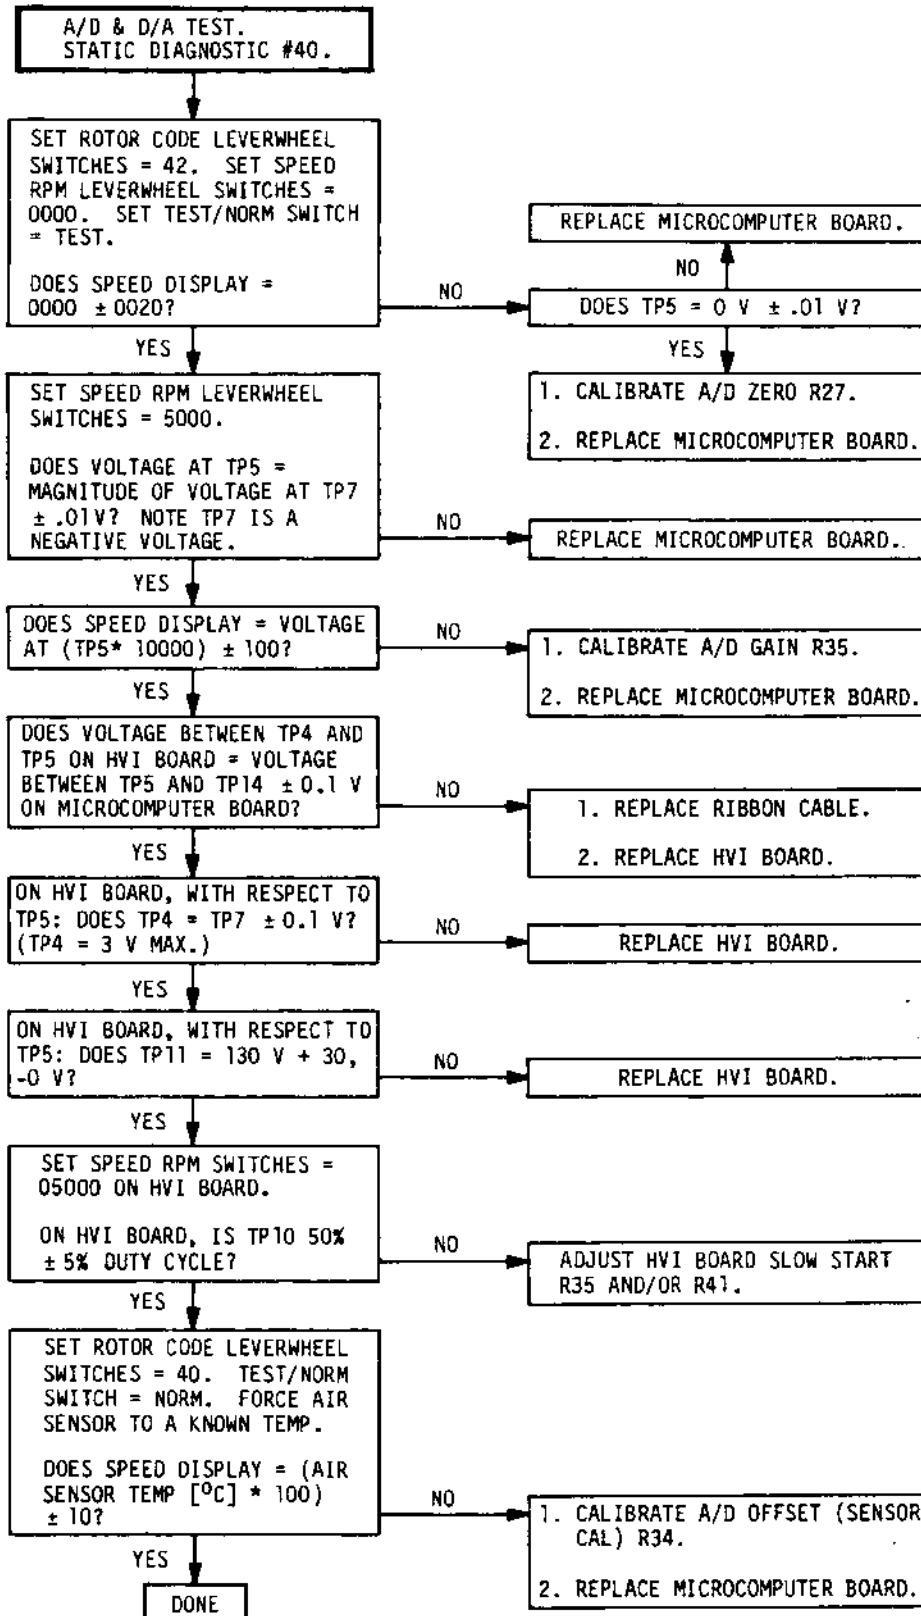 A/D & D/A TEST.
STATIC DIAGNOSTIC #40.
SET ROTOR CODE LEVERWHEEL
SWITCHES = 42. SET SPEED
RPM LEVERWHEEL SWITCHES =
0000. SET TEST/NORM SWITCH
= TEST.
DOES SPEED DISPLAY =
0000 ±0020?
NO
DOES TP5 = 0 V ± .01 V?
NO
REPLACE MICROCOMPUTER BOARD.
YES
1. CALIBRATE A/D ZERO R27.
2. REPLACE MICROCOMPUTER BOARD.
YES
SET SPEED RPM LEVERWHEEL
SWITCHES = 5000.
DOES VOLTAGE AT TP5 =
MAGNITUDE OF VOLTAGE AT TP7
± .01V? NOTE TP7 IS A
NEGATIVE VOLTAGE.
NO
REPLACE MICROCOMPUTER BOARD.
YES
DOES SPEED DISPLAY = VOLTAGE
AT (TP5* 10000) ± 100?
NO
1. CALIBRATE A/D GAIN R35.
2. REPLACE MICROCOMPUTER BOARD.
YES
DOES VOLTAGE BETWEEN TP4 AND
TP5 ON HVI BOARD = VOLTAGE
BETWEEN TP5 AND TP14 ±0.1 V
ON MICROCOMPUTER BOARD?
NO
1. REPLACE RIBBON CABLE.
2. REPLACE HVI BOARD.
YES
ON HVI BOARD, WITH RESPECT TO
TP5: DOES TP4 = TP7 ±0.1 V?
(TP4 = 3 V MAX.)
NO
REPLACE HVI BOARD.
YES
ON HVI BOARD, WITH RESPECT TO
TP5: DOES TP11 = 130 V + 30,
-0 V?
NO
REPLACE HVI BOARD.
YES
SET SPEED RPM SWITCHES =
05000 ON HVI BOARD.
ON HVI BOARD, IS TP10 50%
±5% DUTY CYCLE?
NO
ADJUST HVI BOARD SLOW START
R35 AND/OR R41.
YES
SET ROTOR CODE LEVERWHEEL
SWITCHES = 40. TEST/NORM
SWITCH = NORM. FORCE AIR
SENSOR TO A KNOWN TEMP.
DOES SPEED DISPLAY = (AIR
SENSOR TEMP [°C] * 100)
± 10?
NO
1. CALIBRATE A/D OFFSET (SENSOR
CAL) R34.
2. REPLACE MICROCOMPUTER BOARD.
YES
DONE